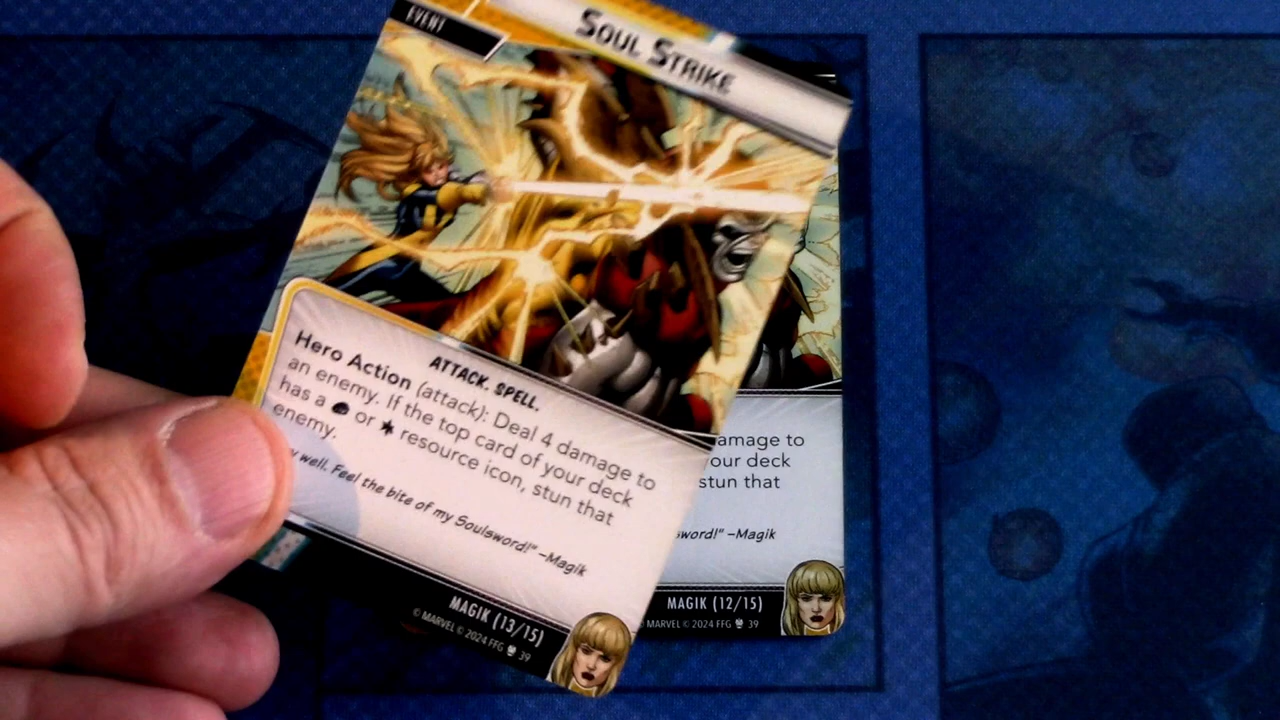 EVENT
SOUL STRIKE
ATTACK. SPELL.
Hero Action (attack): Deal 4 damage to
an enemy. If the top card of your deck
has a or resource icon, stun that
enemy.
well. Feel the bite of my Soulsword!" –Magik
MAGIK (13/15)
© MARVEL © 2024 FFG 39
amage to
our deck
stun that
sword!" –Magik
MAGIK (12/15)
MARVEL © 2024 FFG 39